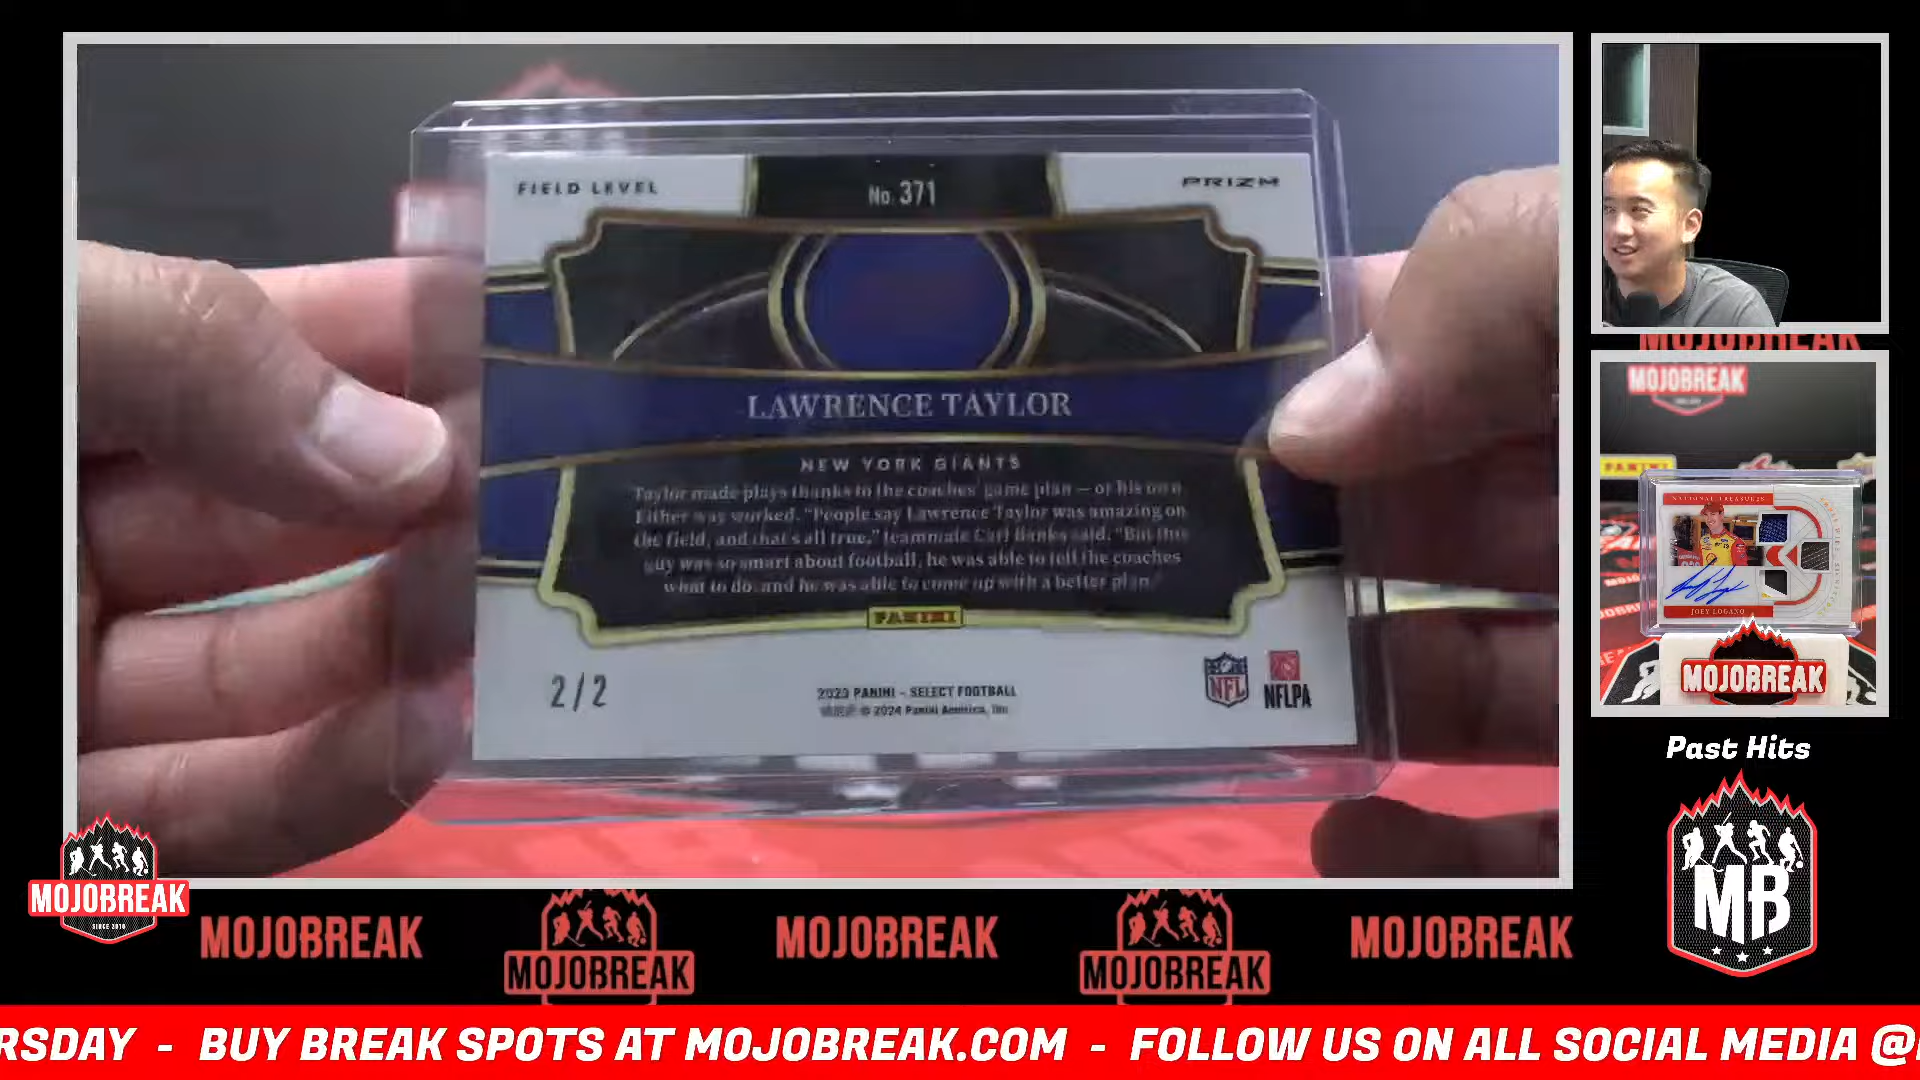 FIELD LEVEL
No. 371
PRIZM
LAWRENCE TAYLOR
NEW YORK GIANTS
Taylor made plays thanks to the coaches' game plan — or his own.
Either way worked. "People say Lawrence Taylor was amazing on
the field, and that's all true," teammate Carl Banks said. "But this
guy was so smart about football, he was able to tell the coaches
what to do, and he was able to come up with a better plan.
PANINI
2/2
2023 PANINI - SELECT FOOTBALL
© 2024 Panini America, Inc.
NFL
NFLPA
MOJOBREAK
MOJOBREAK
PANINI
NATIONAL TREASURES
JOEY LOGANO
MOJOBREAK
Past Hits
MB
MOJOBREAK
SINCE 2010
MOJOBREAK
MOJOBREAK
MOJOBREAK
MOJOBREAK
MOJOBREAK
RSDAY - BUY BREAK SPOTS AT MOJOBREAK.COM - FOLLOW US ON ALL SOCIAL MEDIA @